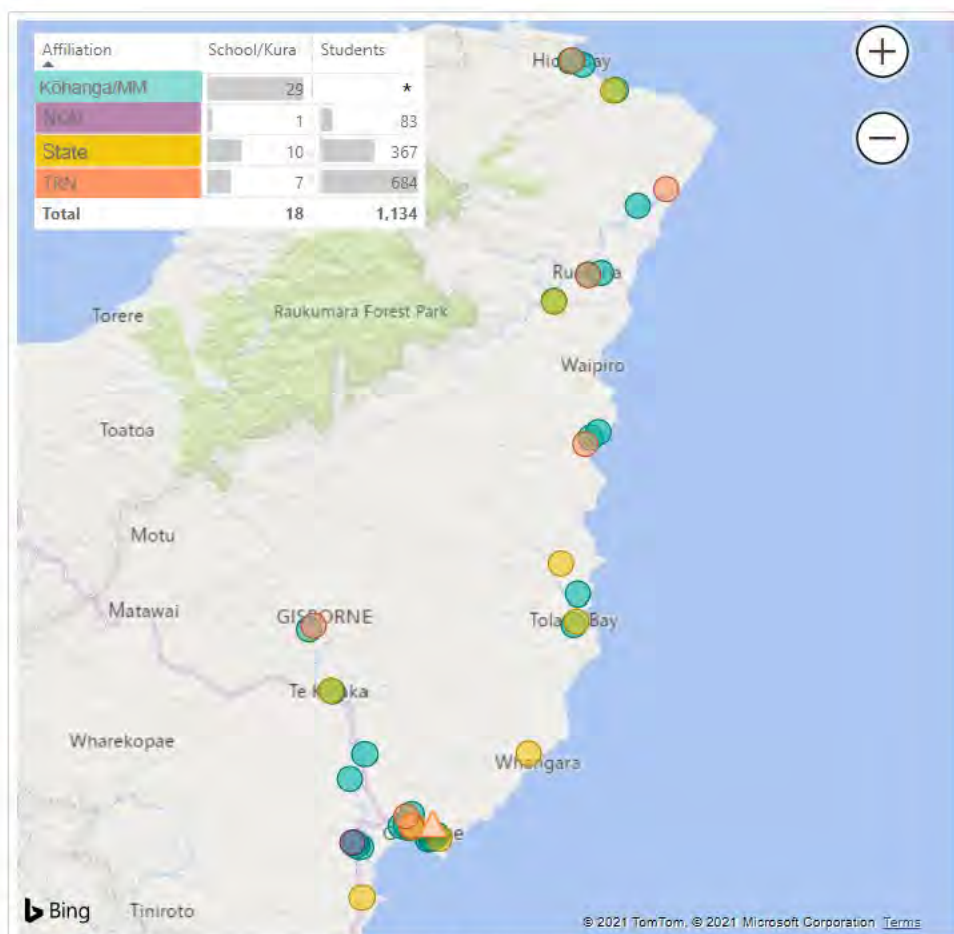 Affiliation School/Kura Students
Kōhanga/MM 29 *
NKAI 1 83
State 10 367
TRN 7 684
Total 18 1,134
Torere
Raukumara Forest Park
Waipiro
Toatoa
Motu
Matawai
GISBORNE
Wharekopae
Whangara
Bing
Tiniroto
© 2021 TomTom, © 2021 Microsoft Corporation Terms